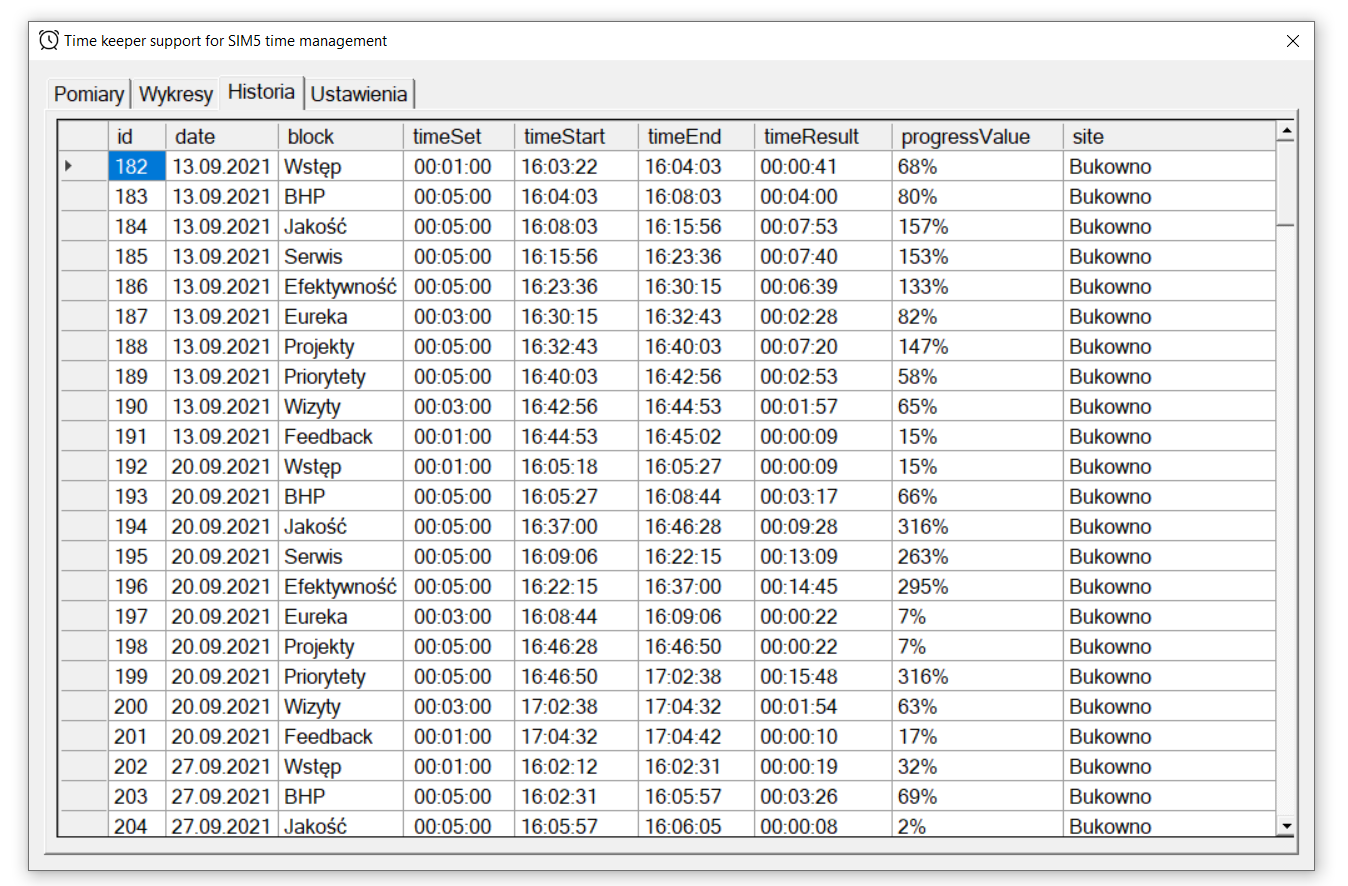 Time keeper support for SIM5 time management
Pomiary Wykresy Historia Ustawienia
id date block timeSet timeStart timeEnd timeResult progressValue site
182 13.09.2021 Wstęp 00:01:00 16:03:22 16:04:03 00:00:41 68% Bukowno
183 13.09.2021 BHP 00:05:00 16:04:03 16:08:03 00:04:00 80% Bukowno
184 13.09.2021 Jakość 00:05:00 16:08:03 16:15:56 00:07:53 157% Bukowno
185 13.09.2021 Serwis 00:05:00 16:15:56 16:23:36 00:07:40 153% Bukowno
186 13.09.2021 Efektywność 00:05:00 16:23:36 16:30:15 00:06:39 133% Bukowno
187 13.09.2021 Eureka 00:03:00 16:30:15 16:32:43 00:02:28 82% Bukowno
188 13.09.2021 Projekty 00:05:00 16:32:43 16:40:03 00:07:20 147% Bukowno
189 13.09.2021 Priorytety 00:05:00 16:40:03 16:42:56 00:02:53 58% Bukowno
190 13.09.2021 Wizyty 00:03:00 16:42:56 16:44:53 00:01:57 65% Bukowno
191 13.09.2021 Feedback 00:01:00 16:44:53 16:45:02 00:00:09 15% Bukowno
192 20.09.2021 Wstęp 00:01:00 16:05:18 16:05:27 00:00:09 15% Bukowno
193 20.09.2021 BHP 00:05:00 16:05:27 16:08:44 00:03:17 66% Bukowno
194 20.09.2021 Jakość 00:05:00 16:37:00 16:46:28 00:09:28 316% Bukowno
195 20.09.2021 Serwis 00:05:00 16:09:06 16:22:15 00:13:09 263% Bukowno
196 20.09.2021 Efektywność 00:05:00 16:22:15 16:37:00 00:14:45 295% Bukowno
197 20.09.2021 Eureka 00:03:00 16:08:44 16:09:06 00:00:22 7% Bukowno
198 20.09.2021 Projekty 00:05:00 16:46:28 16:46:50 00:00:22 7% Bukowno
199 20.09.2021 Priorytety 00:05:00 16:46:50 17:02:38 00:15:48 316% Bukowno
200 20.09.2021 Wizyty 00:03:00 17:02:38 17:04:32 00:01:54 63% Bukowno
201 20.09.2021 Feedback 00:01:00 17:04:32 17:04:42 00:00:10 17% Bukowno
202 27.09.2021 Wstęp 00:01:00 16:02:12 16:02:31 00:00:19 32% Bukowno
203 27.09.2021 BHP 00:05:00 16:02:31 16:05:57 00:03:26 69% Bukowno
204 27.09.2021 Jakość 00:05:00 16:05:57 16:06:05 00:00:08 2% Bukowno